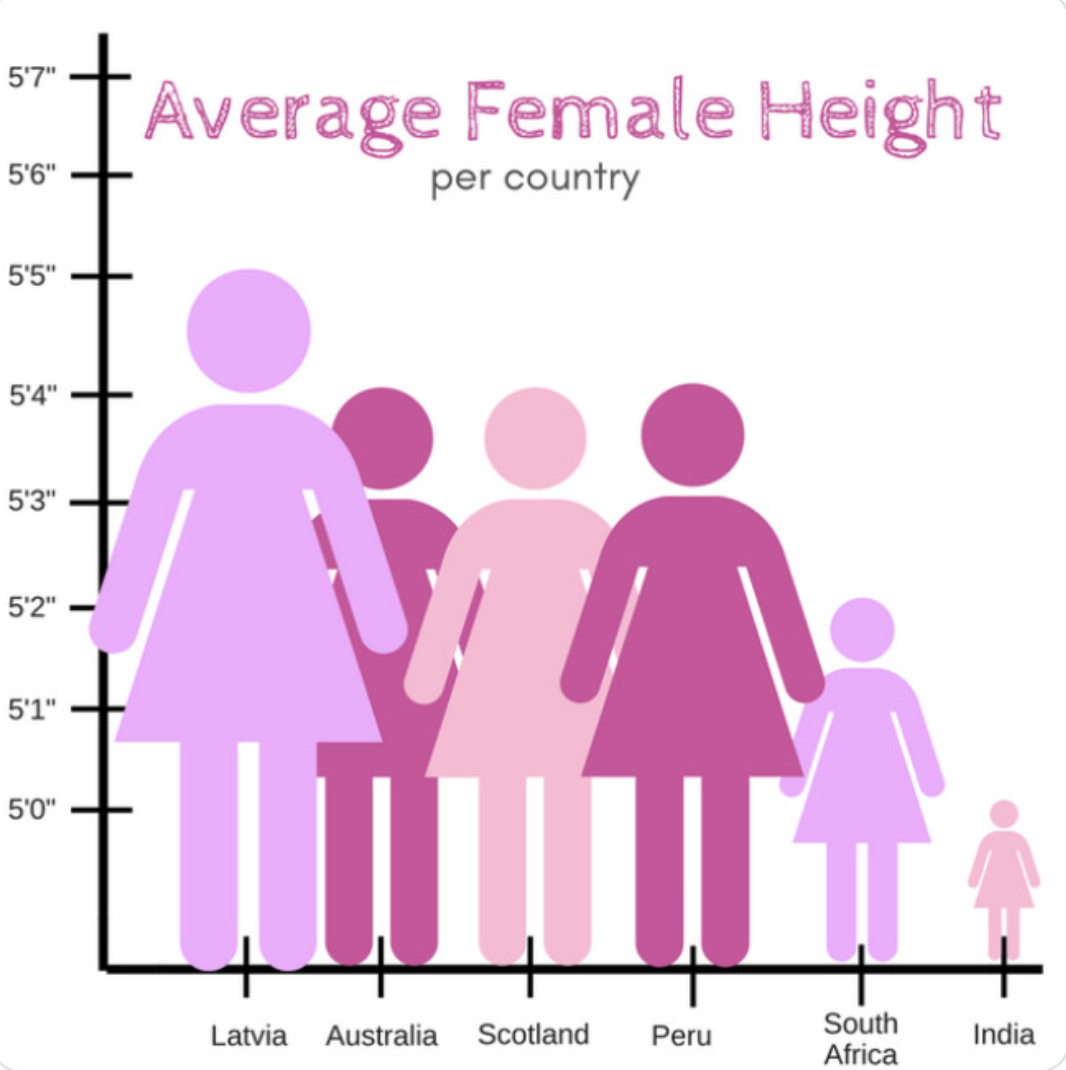 Average Female Height
per country
5'7"
5'6"
5'5"
5'4"
5'3"
5'2"
5'1"
5'0"
Latvia Australia Scotland Peru South Africa India